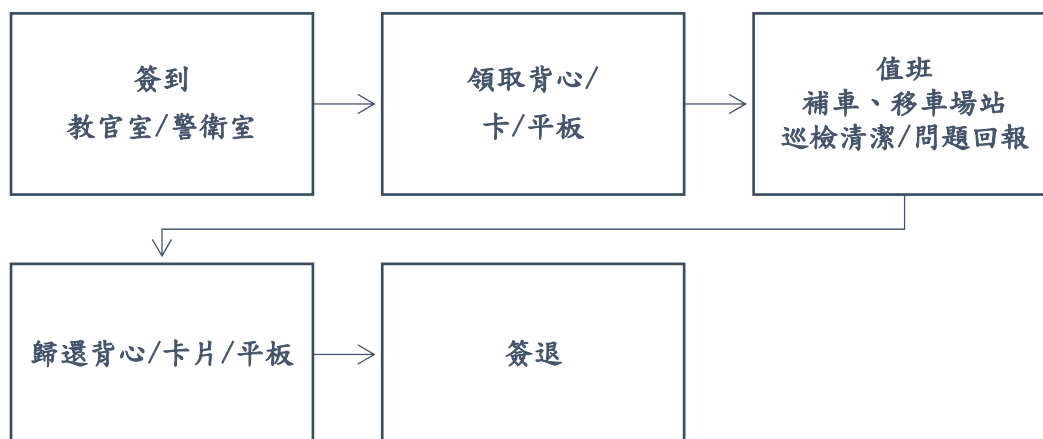 簽到
教官室/警衛室
領取背心/
卡/平板
值班
補車、移車場站
巡檢清潔/問題回報
歸還背心/卡片/平板
簽退